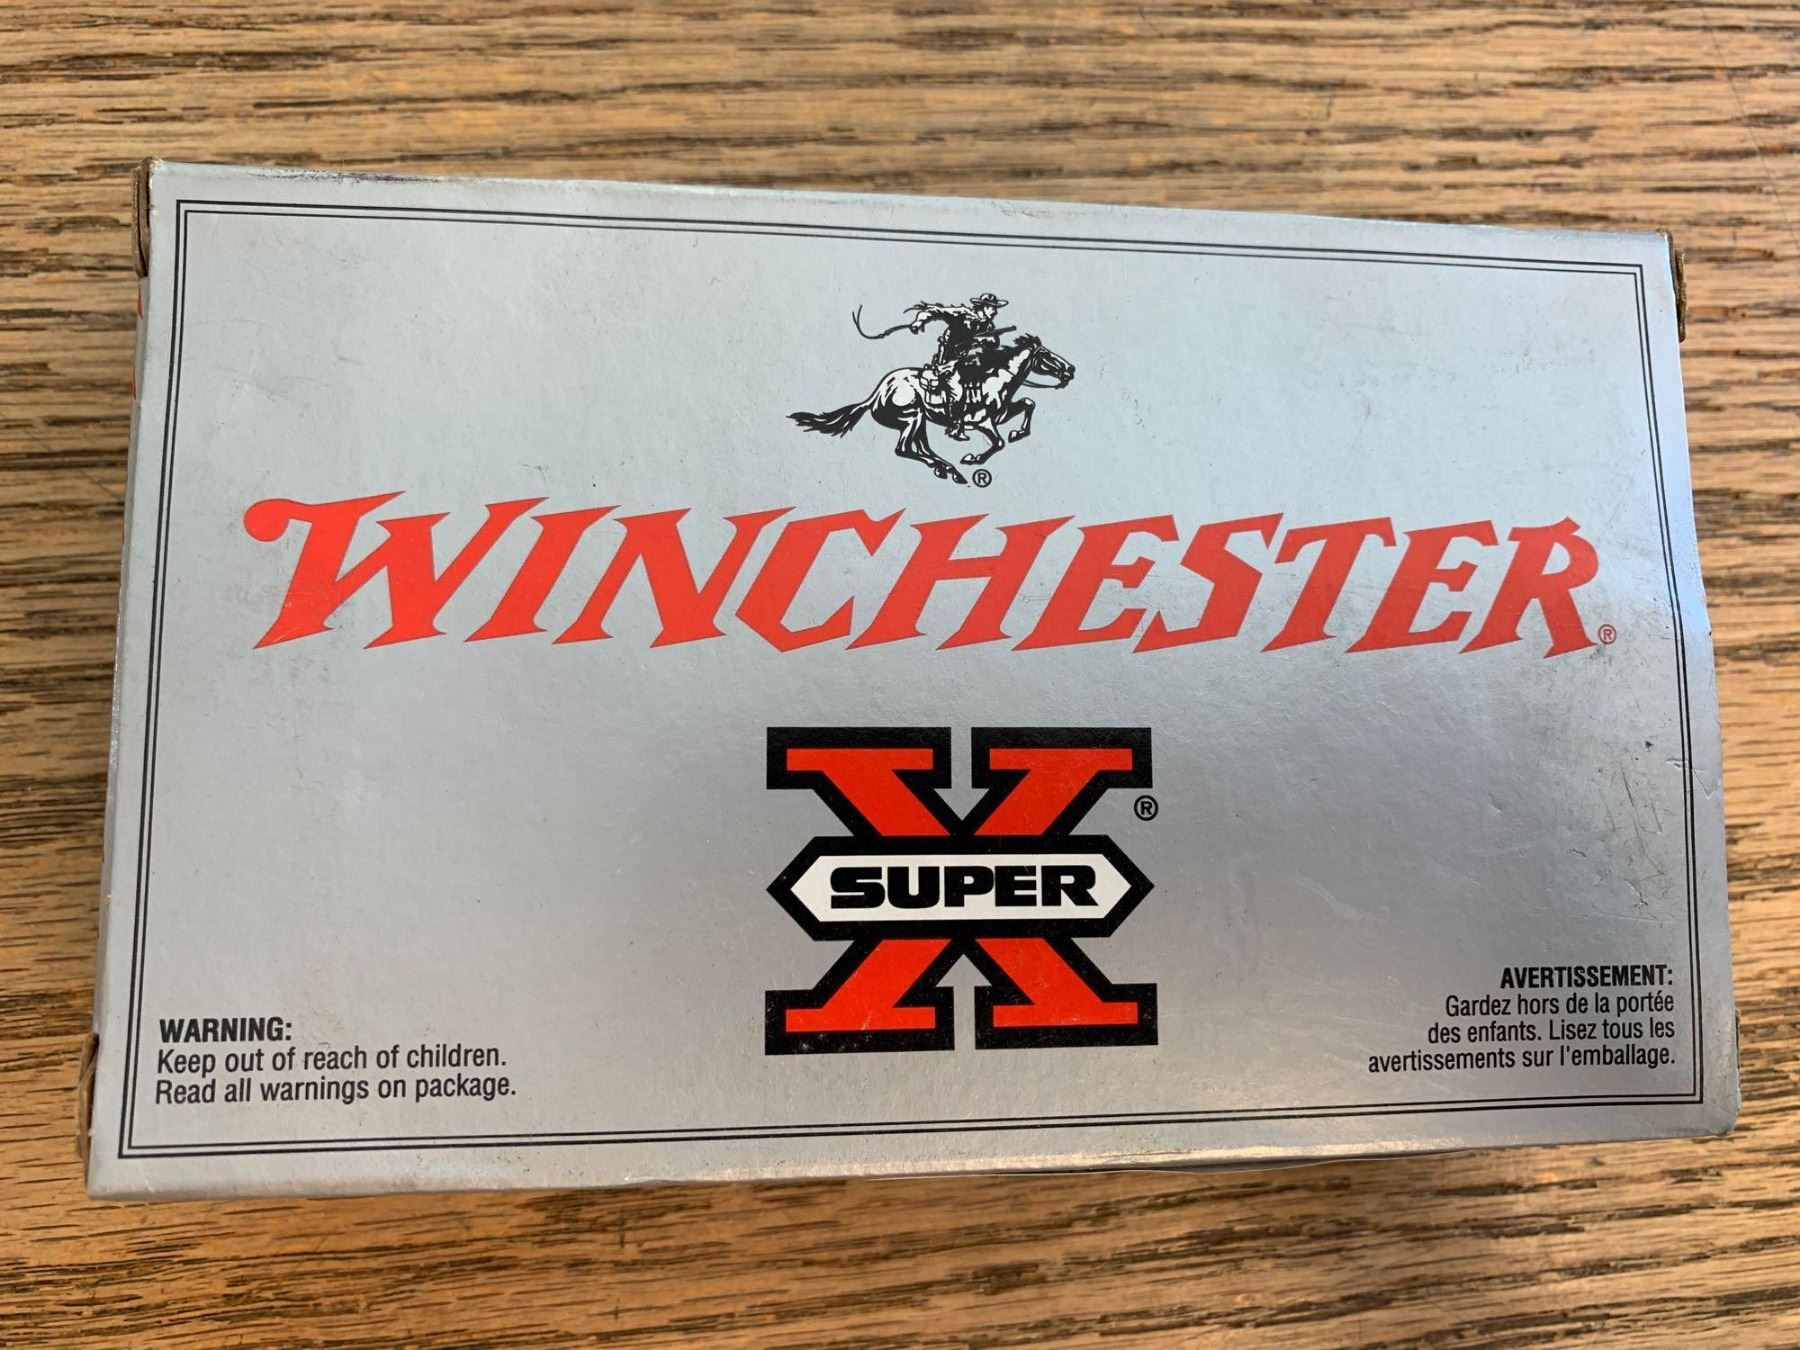 ®
WINCHESTER®
®
SUPER
X
WARNING:
Keep out of reach of children.
Read all warnings on package.
AVERTISSEMENT:
Gardez hors de la portée
des enfants. Lisez tous les
avertissements sur l'emballage.